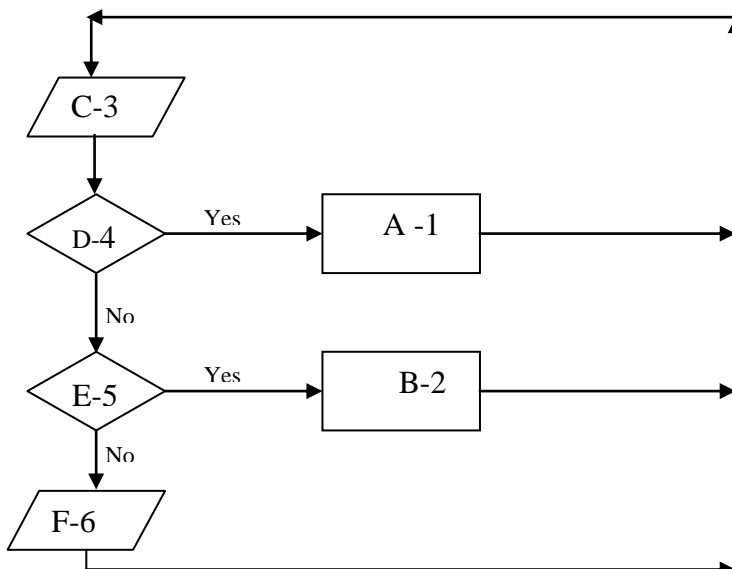 C-3
D-4
Yes
A -1
No
E-5
Yes
B-2
No
F-6